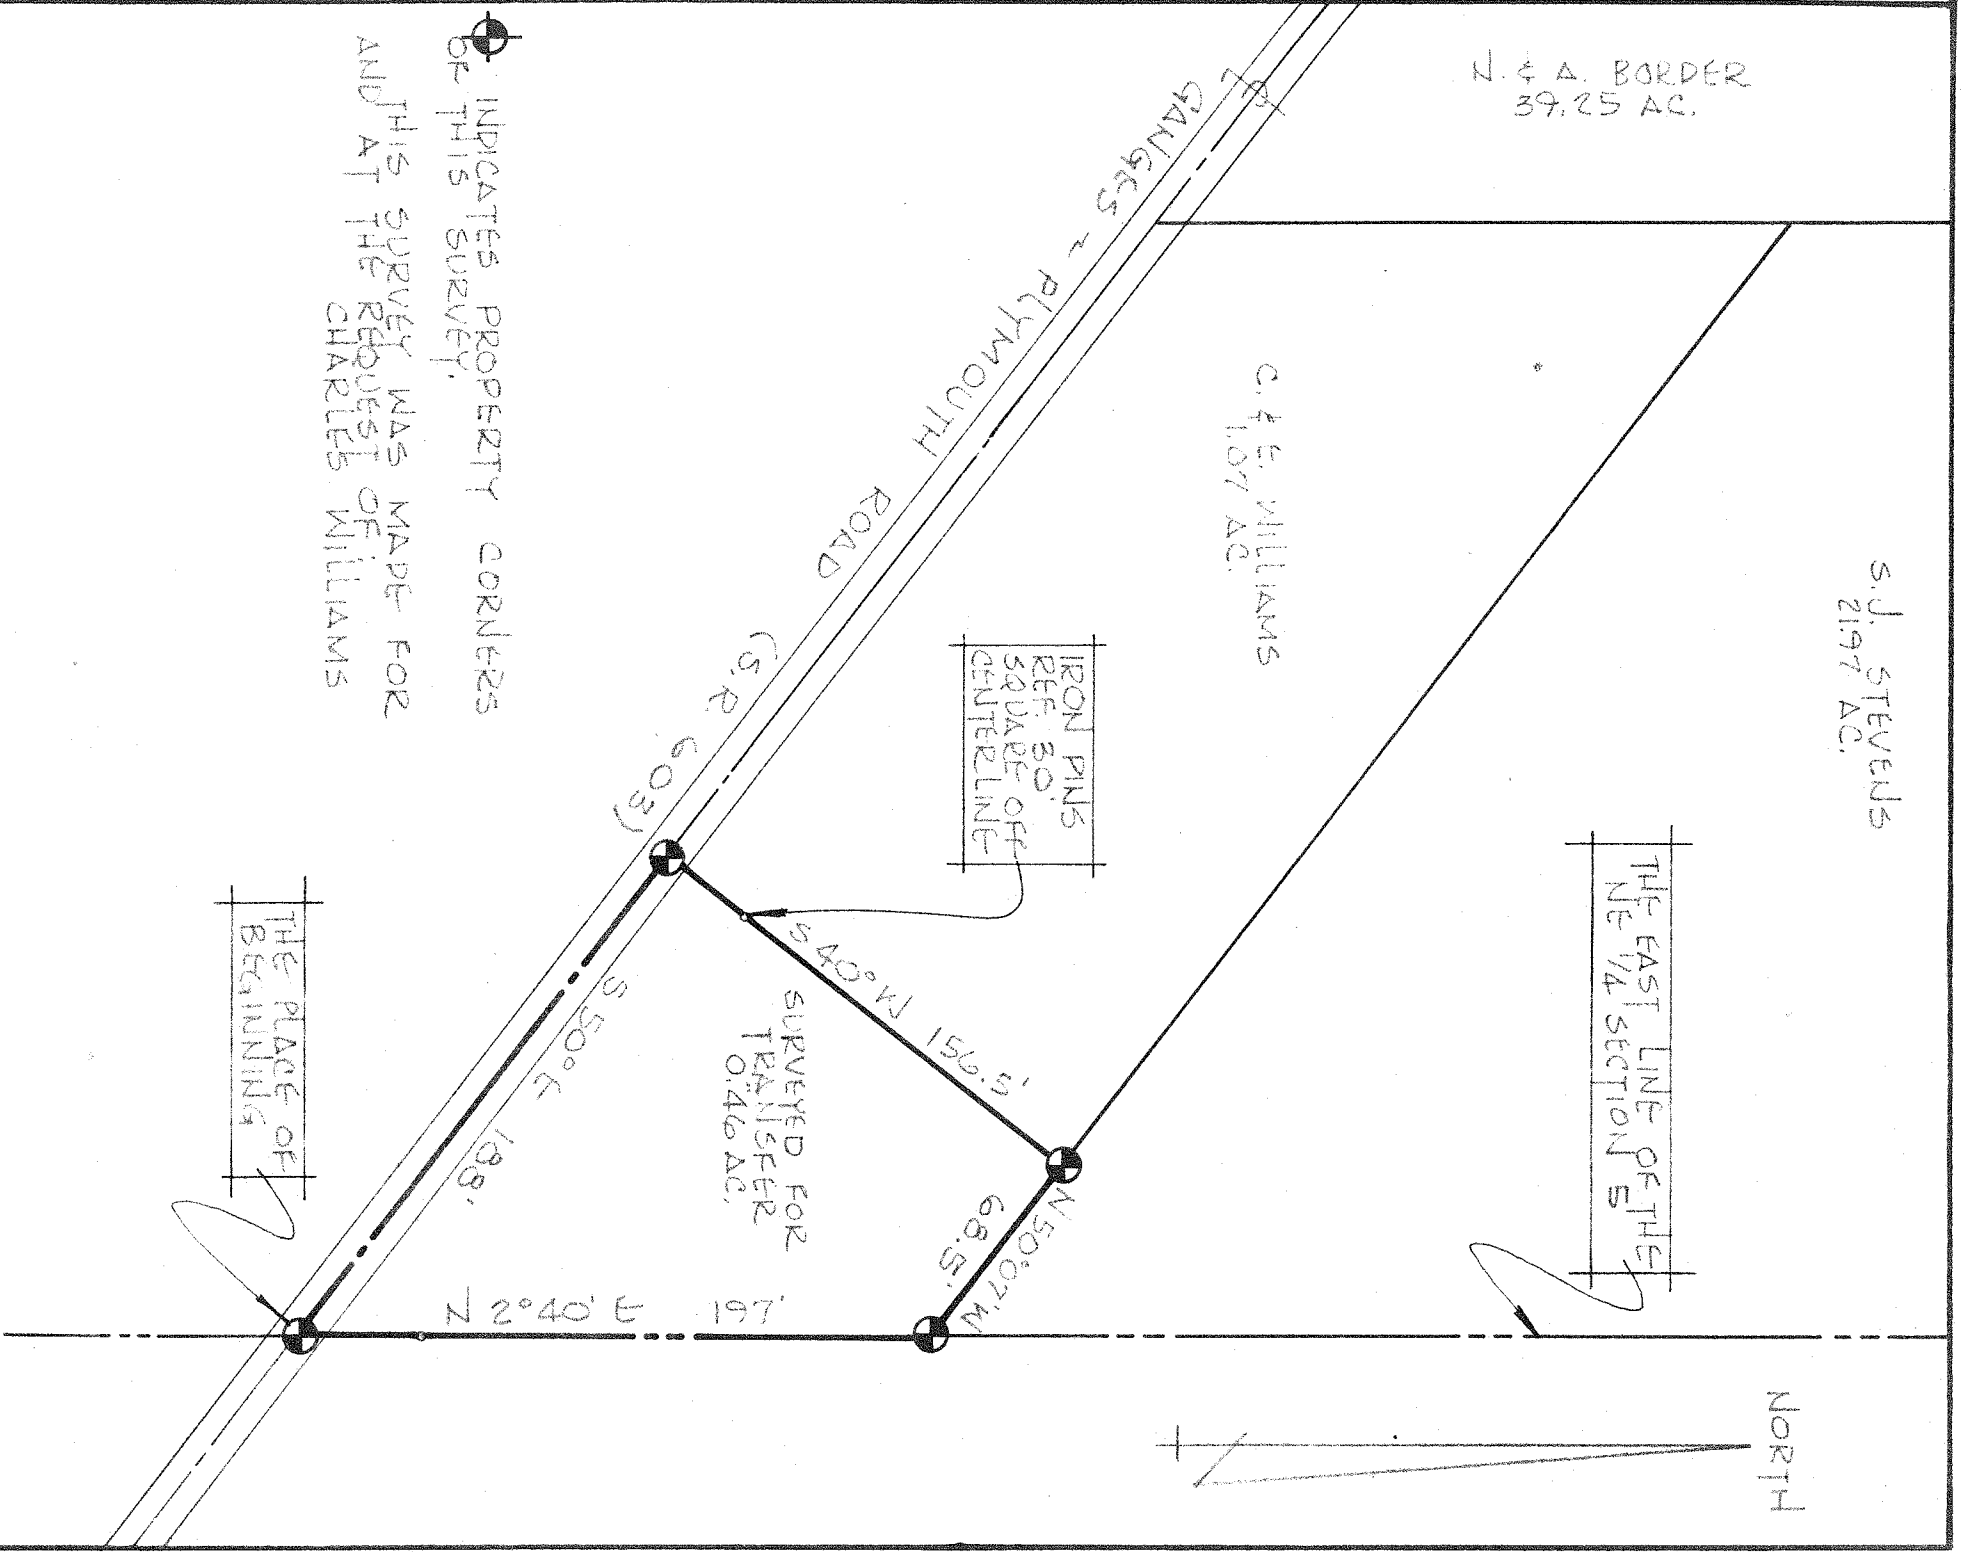 N. & A. BORDER
39.25 AC.
S.J. STEVENS
21.97 AC.
C. & E. WILLIAMS
1.07 AC.
THE EAST LINE OF THE
NE 1/4 SECTION 5
NORTH
GANGES ~ PLYMOUTH ROAD (S.R. 603)
IRON PINS
REF. 30'
SQUARE OFF
CENTERLINE
S 40° W 156.5'
N 50°07' W
68.5'
SURVEYED FOR
TRANSFER
0.46 AC.
S 50° E 188'
N 2°40' E 197'
THE PLACE OF
BEGINNING
INDICATES PROPERTY CORNERS
OF THIS SURVEY.
THIS SURVEY WAS MADE FOR
AND AT THE REQUEST OF:
CHARLES WILLIAMS